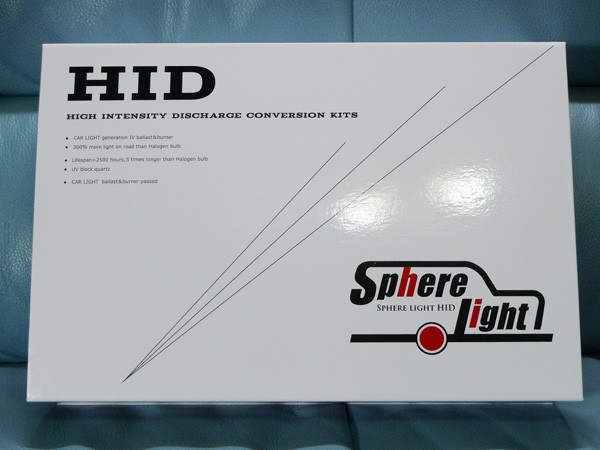 HID
HIGH INTENSITY DISCHARGE CONVERSION KITS
CAR LIGHT generation IV ballast&burner
300% more light on road than Halogen bulb
Lifespan=2500 hours, 5 times longer than Halogen bulb
UV block quartz
CAR LIGHT ballast&burner passed
Sphere
SPHERE LIGHT HID
Light